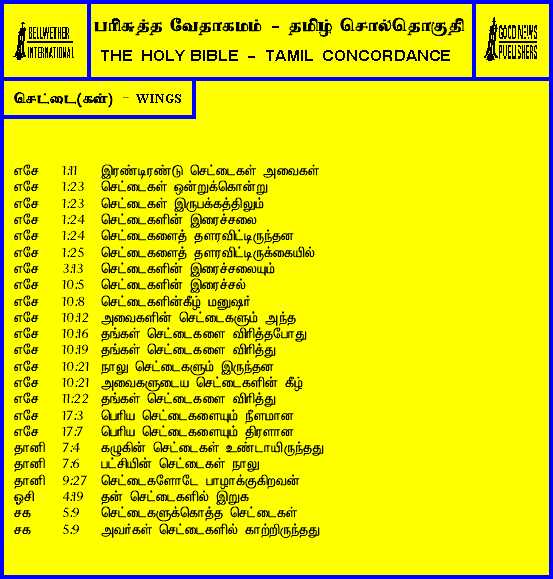 BELLWETHER
INTERNATIONAL
பரிசுத்த வேதாகமம் - தமிழ் சொல்தொகுதி
THE HOLY BIBLE - TAMIL CONCORDANCE
GOOD NEWS
PUBLISHERS
செட்டை(கள்) - WINGS
எசே 1:11 இரண்டிரண்டு செட்டைகள் அவைகள்
எசே 1:23 செட்டைகள் ஒன்றுக்கொன்று
எசே 1:23 செட்டைகள் இருபக்கத்திலும்
எசே 1:24 செட்டைகளின் இரைச்சலை
எசே 1:24 செட்டைகளைத் தளரவிட்டிருந்தன
எசே 1:25 செட்டைகளைத் தளரவிட்டிருக்கையில்
எசே 3:13 செட்டைகளின் இரைச்சலையும்
எசே 10:5 செட்டைகளின் இரைச்சல்
எசே 10:8 செட்டைகளின்கீழ் மனுஷர்
எசே 10:12 அவைகளின் செட்டைகளும் அந்த
எசே 10:16 தங்கள் செட்டைகளை விரித்தபோது
எசே 10:19 தங்கள் செட்டைகளை விரித்து
எசே 10:21 நாலு செட்டைகளும் இருந்தன
எசே 10:21 அவைகளுடைய செட்டைகளின் கீழ்
எசே 11:22 தங்கள் செட்டைகளை விரித்து
எசே 17:3 பெரிய செட்டைகளையும் நீளமான
எசே 17:7 பெரிய செட்டைகளையும் திரளான
தானி 7:4 கழுகின் செட்டைகள் உண்டாயிருந்தது
தானி 7:6 பட்சியின் செட்டைகள் நாலு
தானி 9:27 செட்டைகளோடே பாழாக்குகிறவன்
ஓசி 4:19 தன் செட்டைகளில் இறுக
சக 5:9 செட்டைகளுக்கொத்த செட்டைகள்
சக 5:9 அவர்கள் செட்டைகளில் காற்றிருந்தது